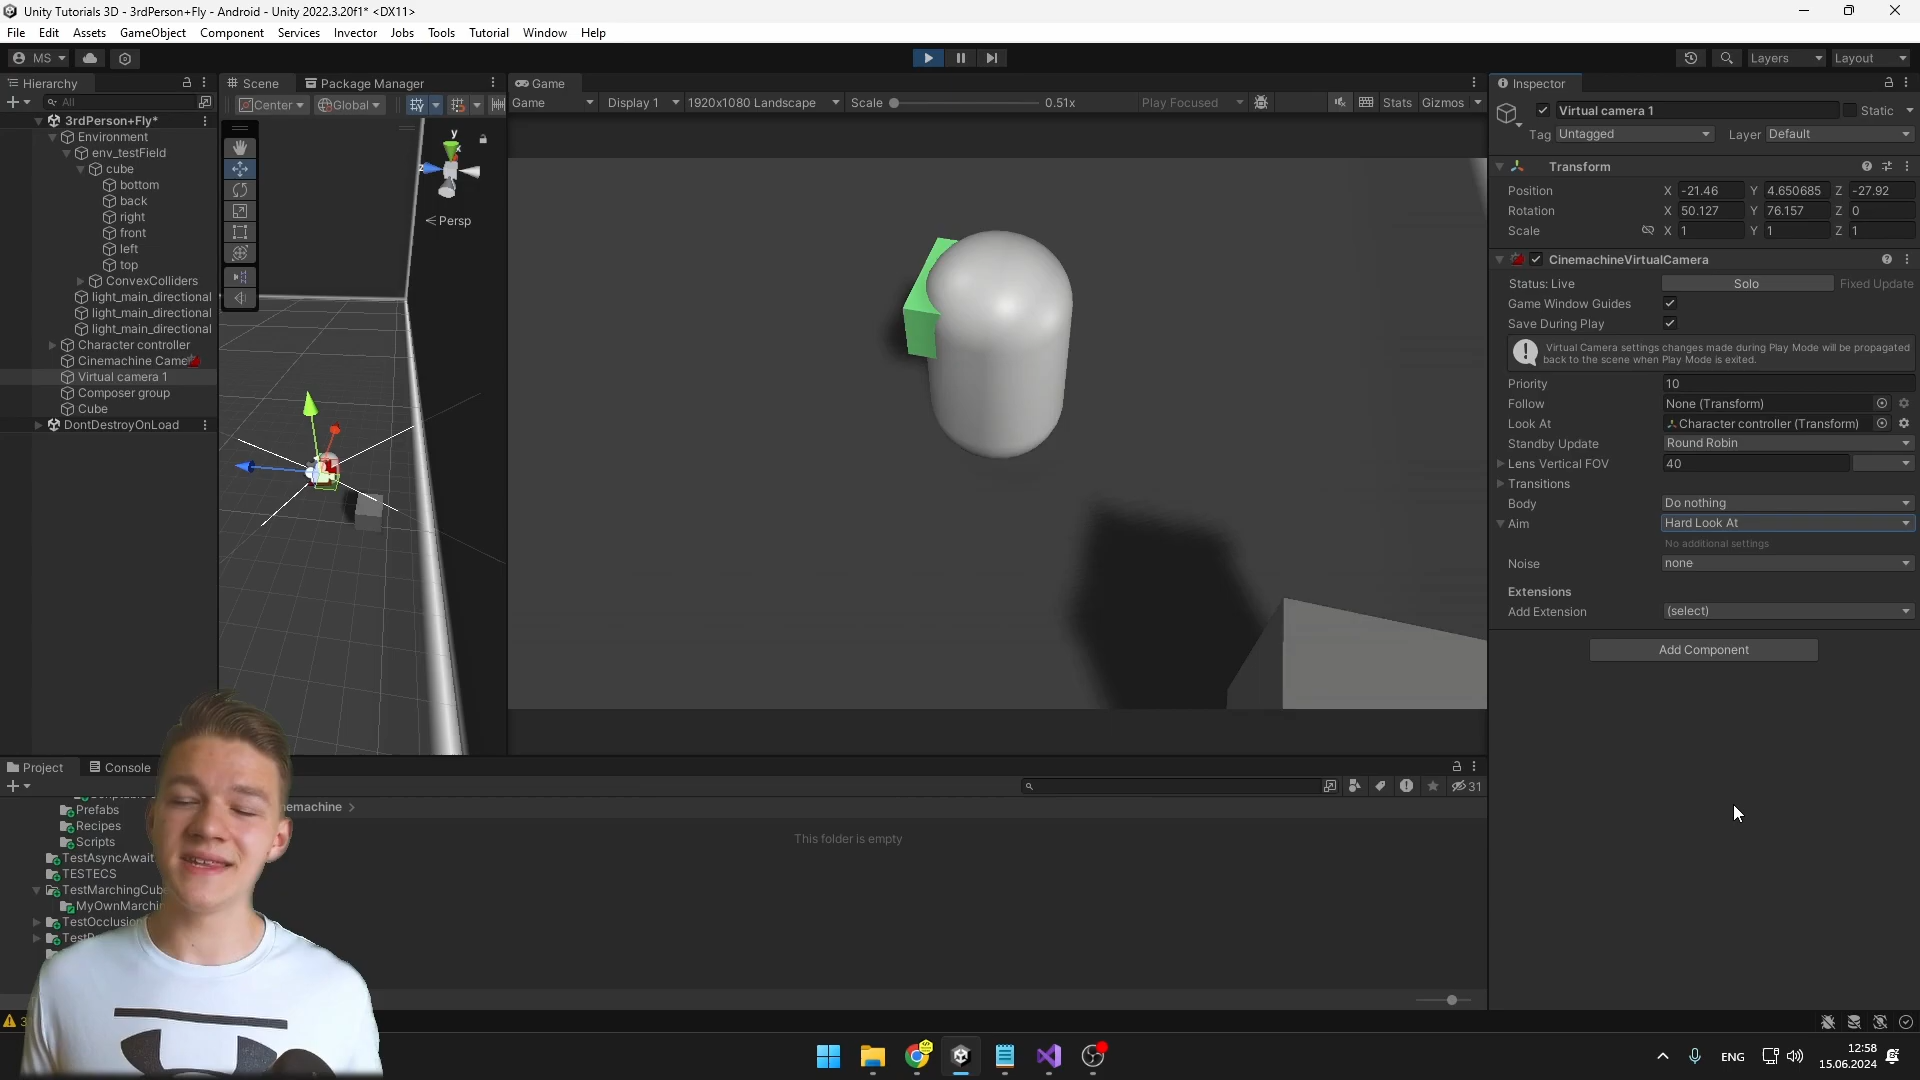 Unity Tutorials 3D - 3rdPerson+Fly - Android - Unity 2022.3.20f1* <DX11>
File Edit Assets GameObject Component Services Invector Jobs Tools Tutorial Window Help
MS
Layers Layout
Hierarchy
All
3rdPerson+Fly*
Environment
env_testField
cube
bottom
back
right
front
left
top
ConvexColliders
light_main_directional
light_main_directional
light_main_directional
Character controller
Cinemachine Came
Virtual camera 1
Composer group
Cube
DontDestroyOnLoad
Scene Package Manager
Center Global
y
z
Persp
Game
Game Display 1 1920x1080 Landscape Scale 0.51x Play Focused Stats Gizmos
Inspector
Virtual camera 1 Static
Tag Untagged Layer Default
Transform
Position X -21.46 Y 4.650685 Z -27.92
Rotation X 50.127 Y 76.157 Z 0
Scale X 1 Y 1 Z 1
CinemachineVirtualCamera
Status: Live Solo Fixed Update
Game Window Guides
Save During Play
Virtual Camera settings changes made during Play Mode will be propagated
back to the scene when Play Mode is exited.
Priority 10
Follow None (Transform)
Look At Character controller (Transform)
Standby Update Round Robin
Lens Vertical FOV 40
Transitions
Body Do nothing
Aim Hard Look At
No additional settings
Noise none
Extensions
Add Extension (select)
Add Component
Project Console
31
nemachine >
This folder is empty
Prefabs
Recipes
Scripts
TestAsyncAwait
TESTECS
TestMarchingCube
MyOwnMarchin
TestOcclusion
ENG
12:58
15.06.2024